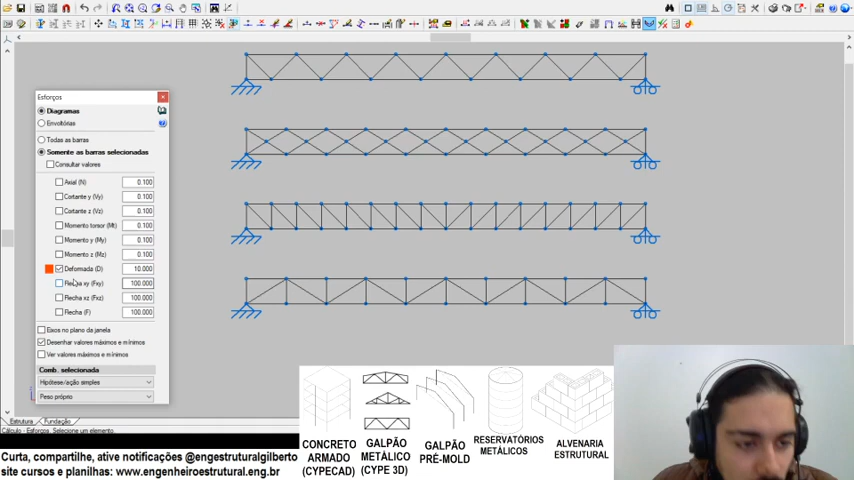 Esforços
Diagramas
Envoltórias
Todas as barras
Somente as barras selecionadas
Consultar valores
Axial (N) 0.100
Cortante y (Vy) 0.100
Cortante z (Vz) 0.100
Momento torsor (Mt) 0.100
Momento y (My) 0.100
Momento z (Mz) 0.100
Deformada (D) 10.000
Flecha xy (Fxy) 100.000
Flecha xz (Fxz) 100.000
Flecha (F) 100.000
Eixos no plano da janela
Desenhar valores máximos e mínimos
Ver valores máximos e mínimos
Comb. selecionada
Hipótese/ação simples
Peso próprio
Estrutura Fundação
Cálculo - Esforços. Selecione um elemento.
CONCRETO
ARMADO
(CYPECAD)
GALPÃO
METÁLICO
(CYPE 3D)
GALPÃO
PRÉ-MOLD
RESERVATÓRIOS
METÁLICOS
ALVENARIA
ESTRUTURAL
Curta, compartilhe, ative notificações @engestruturalgilberto
site cursos e planilhas: www.engenheiroestrutural.eng.br